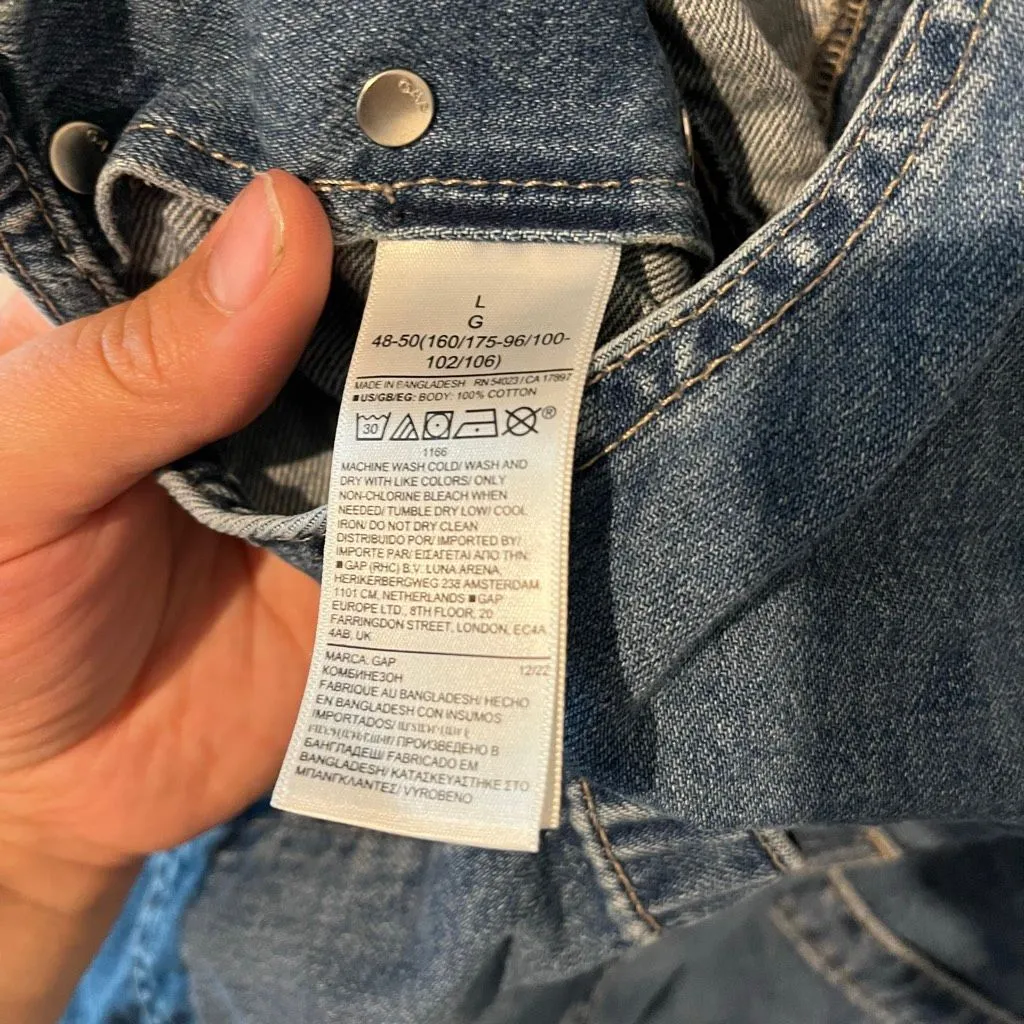 GAP
L
G
48-50(160/175-96/100-
102/106)
MADE IN BANGLADESH RN 54023 / CA 17897
■US/GB/EG: BODY: 100% COTTON
30
®
1166
MACHINE WASH COLD/ WASH AND
DRY WITH LIKE COLORS/ ONLY
NON-CHLORINE BLEACH WHEN
NEEDED/ TUMBLE DRY LOW/ COOL
IRON/ DO NOT DRY CLEAN
DISTRIBUIDO POR/ IMPORTED BY/
IMPORTE PAR/ ΕΙΣΑΓΕΤΑΙ ΑΠΟ ΤΗΝ:
■GAP (RHC) B.V. LUNA ARENA,
HERIKERBERGWEG 238 AMSTERDAM
1101 CM, NETHERLANDS ■GAP
EUROPE LTD., 8TH FLOOR, 20
FARRINGDON STREET, LONDON, EC4A
4AB, UK
MARCA: GAP 12/22
КОМБИНЕЗОН
FABRIQUE AU BANGLADESH/ HECHO
EN BANGLADESH CON INSUMOS
IMPORTADOS/
ПРОИЗВЕДЕНО В
БАНГЛАДЕШ/ FABRICADO EM
BANGLADESH/ ΚΑΤΑΣΚΕΥΑΣΤΗΚΕ ΣΤΟ
ΜΠΑΝΓΚΛΑΝΤΕΣ/ VYROBENO